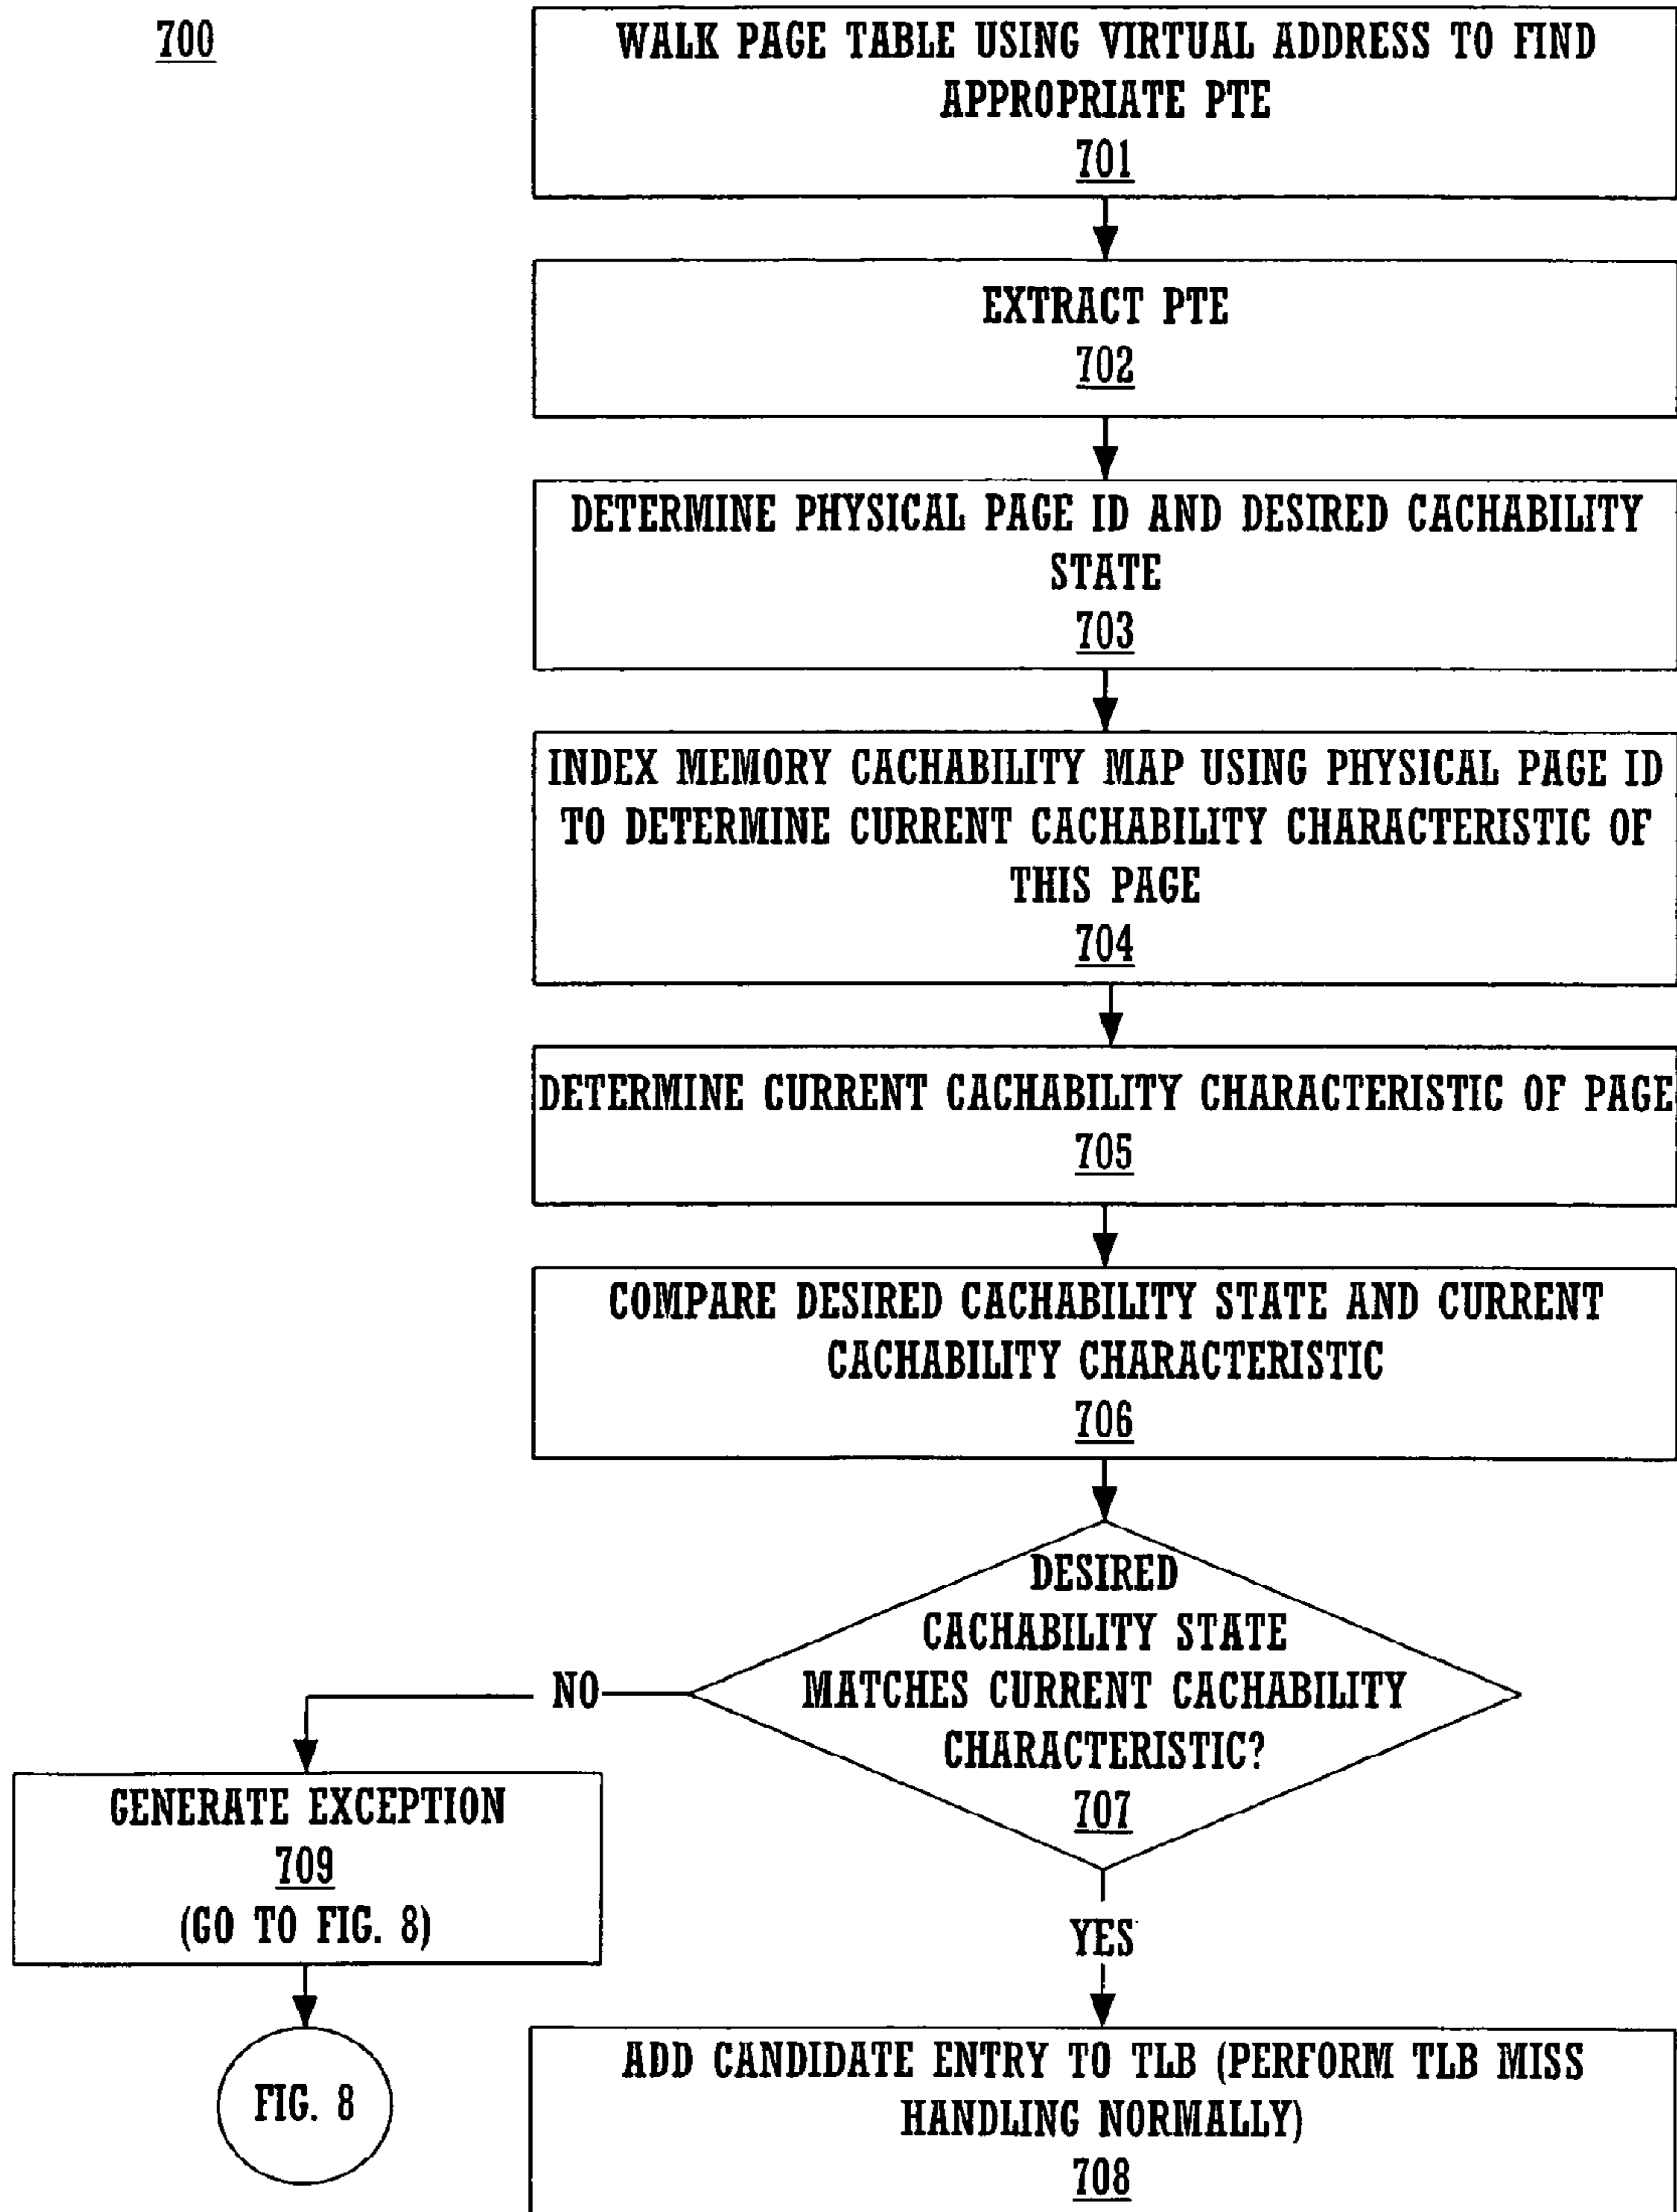 700
WALK PAGE TABLE USING VIRTUAL ADDRESS TO FIND
APPROPRIATE PTE
701
EXTRACT PTE
702
DETERMINE PHYSICAL PAGE ID AND DESIRED CACHABILITY
STATE
703
INDEX MEMORY CACHABILITY MAP USING PHYSICAL PAGE ID
TO DETERMINE CURRENT CACHABILITY CHARACTERISTIC OF
THIS PAGE
704
DETERMINE CURRENT CACHABILITY CHARACTERISTIC OF PAGE
705
COMPARE DESIRED CACHABILITY STATE AND CURRENT
CACHABILITY CHARACTERISTIC
706
DESIRED
CACHABILITY STATE
MATCHES CURRENT CACHABILITY
CHARACTERISTIC?
707
NO
GENERATE EXCEPTION
709
(GO TO FIG. 8)
FIG. 8
YES
ADD CANDIDATE ENTRY TO TLB (PERFORM TLB MISS
HANDLING NORMALLY)
708